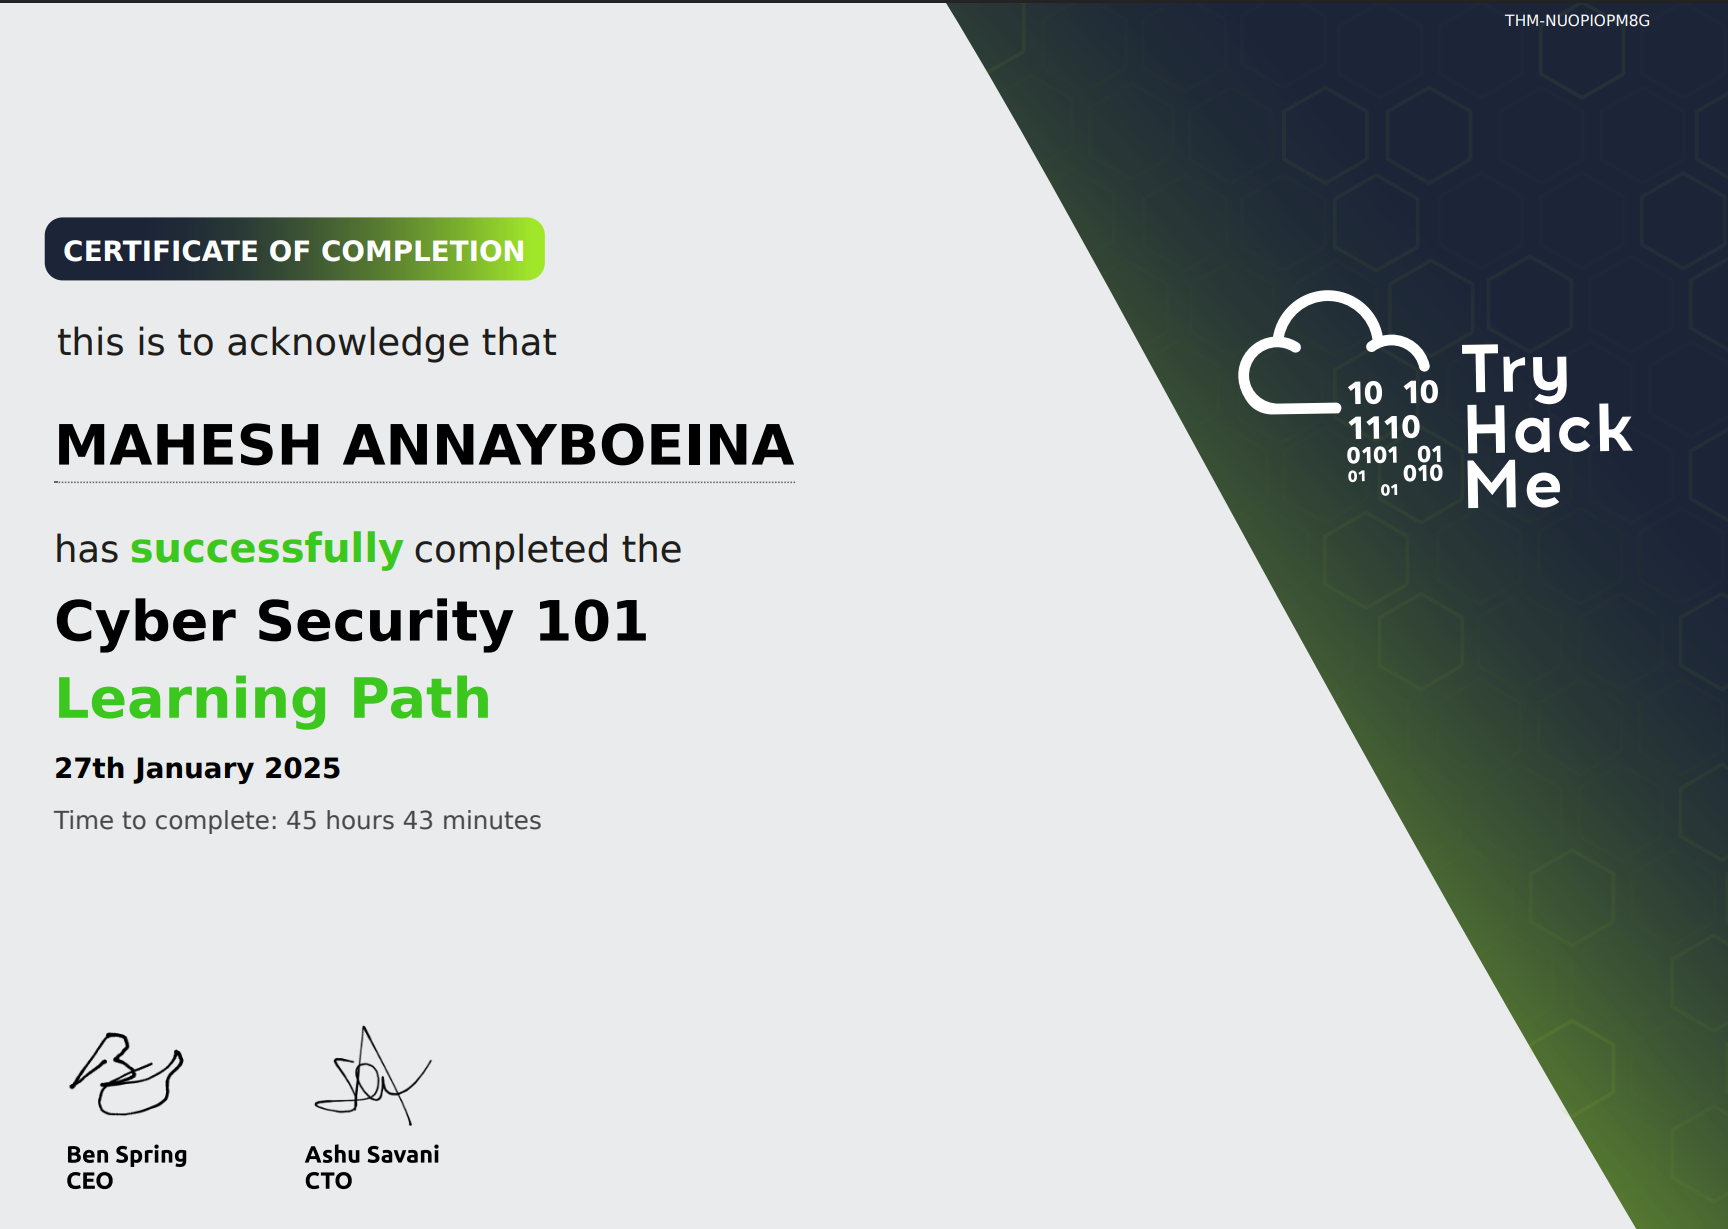 THM-NUOPIOPM8G
CERTIFICATE OF COMPLETION
this is to acknowledge that
MAHESH ANNAYBOEINA
has successfully completed the
Cyber Security 101
Learning Path
27th January 2025
Time to complete: 45 hours 43 minutes
10 10
1110
0101 01
01 010
01
Try
Hack
Me
Ben Spring
CEO
Ashu Savani
CTO